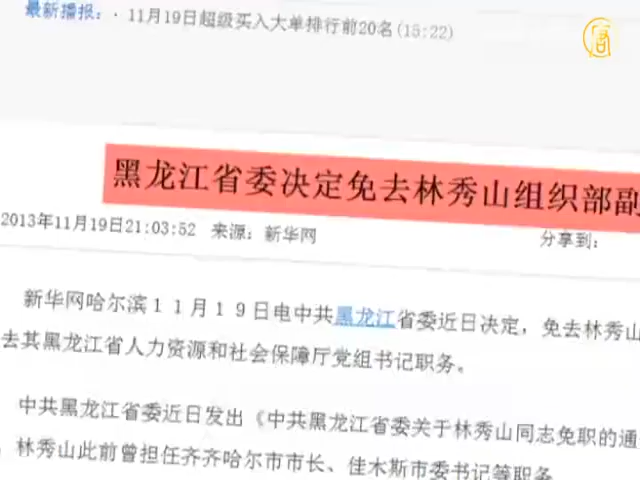 最新播报： · 11月19日超级买入大单排行前20名(15:22)
黑龙江省委决定免去林秀山组织部副
2013年11月19日21:03:52 来源：新华网 分享到：
新华网哈尔滨１１月１９日电中共黑龙江省委近日决定，免去林秀山
去其黑龙江省人力资源和社会保障厅党组书记职务。
中共黑龙江省委近日发出《中共黑龙江省委关于林秀山同志免职的通
林秀山此前曾担任齐齐哈尔市市长、佳木斯市委书记等职务